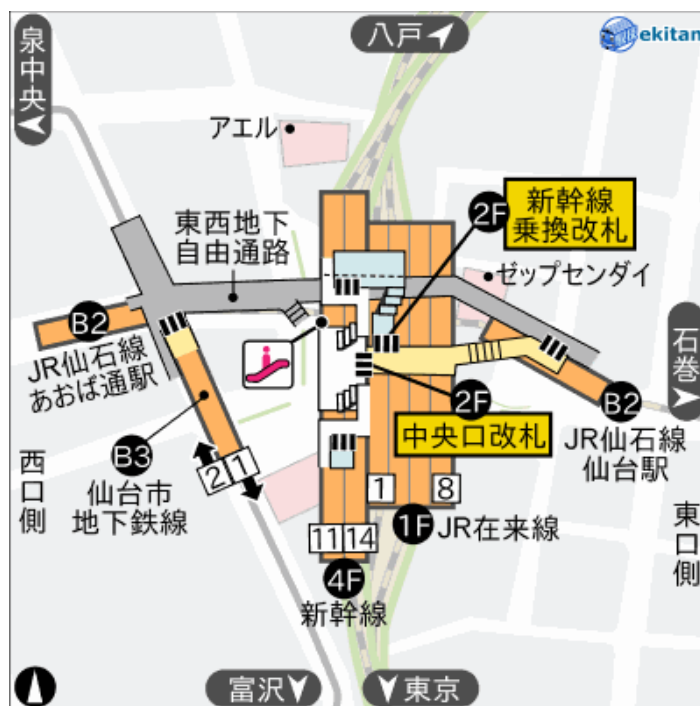 泉中央
八戸
ekitan
アエル
2F
新幹線
乗換改札
東西地下
自由通路
ゼップセンダイ
B2
JR仙石線
あおば通駅
石巻
2F
中央口改札
B2
JR仙石線
仙台駅
B3
仙台市
地下鉄線
2 1
西口側
1 8
1F JR在来線
東口側
11 14
4F
新幹線
富沢
東京